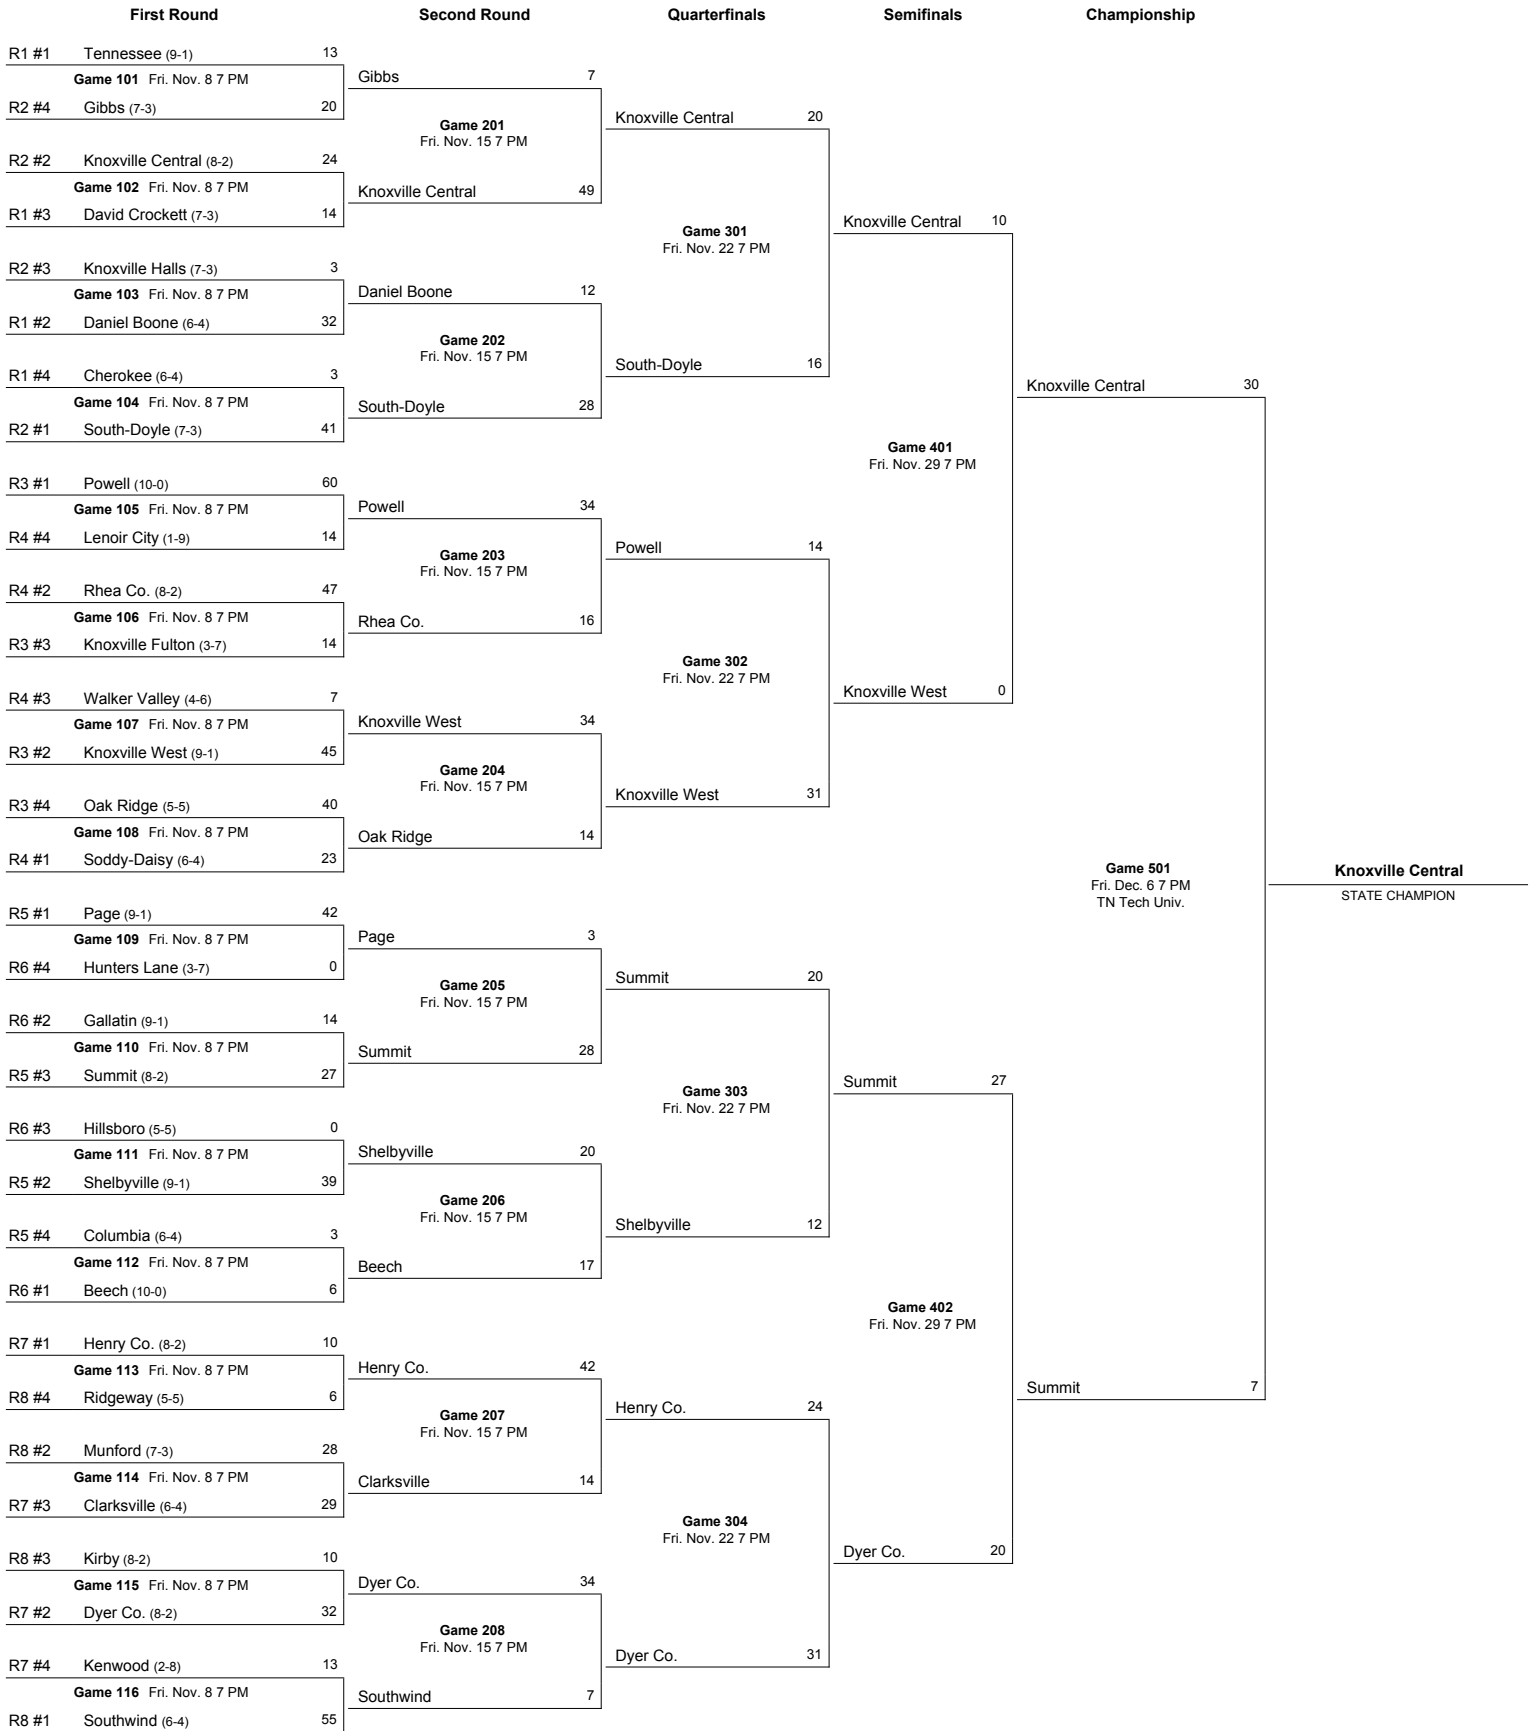 First Round Second Round Quarterfinals Semifinals Championship
R1 #1 Tennessee (9-1) 13
Game 101 Fri. Nov. 8 7 PM
R2 #4 Gibbs (7-3) 20
R2 #2 Knoxville Central (8-2) 24
Game 102 Fri. Nov. 8 7 PM
R1 #3 David Crockett (7-3) 14
R2 #3 Knoxville Halls (7-3) 3
Game 103 Fri. Nov. 8 7 PM
R1 #2 Daniel Boone (6-4) 32
R1 #4 Cherokee (6-4) 3
Game 104 Fri. Nov. 8 7 PM
R2 #1 South-Doyle (7-3) 41
R3 #1 Powell (10-0) 60
Game 105 Fri. Nov. 8 7 PM
R4 #4 Lenoir City (1-9) 14
R4 #2 Rhea Co. (8-2) 47
Game 106 Fri. Nov. 8 7 PM
R3 #3 Knoxville Fulton (3-7) 14
R4 #3 Walker Valley (4-6) 7
Game 107 Fri. Nov. 8 7 PM
R3 #2 Knoxville West (9-1) 45
R3 #4 Oak Ridge (5-5) 40
Game 108 Fri. Nov. 8 7 PM
R4 #1 Soddy-Daisy (6-4) 23
R5 #1 Page (9-1) 42
Game 109 Fri. Nov. 8 7 PM
R6 #4 Hunters Lane (3-7) 0
R6 #2 Gallatin (9-1) 14
Game 110 Fri. Nov. 8 7 PM
R5 #3 Summit (8-2) 27
R6 #3 Hillsboro (5-5) 0
Game 111 Fri. Nov. 8 7 PM
R5 #2 Shelbyville (9-1) 39
R5 #4 Columbia (6-4) 3
Game 112 Fri. Nov. 8 7 PM
R6 #1 Beech (10-0) 6
R7 #1 Henry Co. (8-2) 10
Game 113 Fri. Nov. 8 7 PM
R8 #4 Ridgeway (5-5) 6
R8 #2 Munford (7-3) 28
Game 114 Fri. Nov. 8 7 PM
R7 #3 Clarksville (6-4) 29
R8 #3 Kirby (8-2) 10
Game 115 Fri. Nov. 8 7 PM
R7 #2 Dyer Co. (8-2) 32
R7 #4 Kenwood (2-8) 13
Game 116 Fri. Nov. 8 7 PM
R8 #1 Southwind (6-4) 55
Gibbs 7
Game 201
Fri. Nov. 15 7 PM
Knoxville Central 49
Daniel Boone 12
Game 202
Fri. Nov. 15 7 PM
South-Doyle 28
Powell 34
Game 203
Fri. Nov. 15 7 PM
Rhea Co. 16
Knoxville West 34
Game 204
Fri. Nov. 15 7 PM
Oak Ridge 14
Page 3
Game 205
Fri. Nov. 15 7 PM
Summit 28
Shelbyville 20
Game 206
Fri. Nov. 15 7 PM
Beech 17
Henry Co. 42
Game 207
Fri. Nov. 15 7 PM
Clarksville 14
Dyer Co. 34
Game 208
Fri. Nov. 15 7 PM
Southwind 7
Knoxville Central 20
Game 301
Fri. Nov. 22 7 PM
South-Doyle 16
Powell 14
Game 302
Fri. Nov. 22 7 PM
Knoxville West 31
Summit 20
Game 303
Fri. Nov. 22 7 PM
Shelbyville 12
Henry Co. 24
Game 304
Fri. Nov. 22 7 PM
Dyer Co. 31
Knoxville Central 10
Game 401
Fri. Nov. 29 7 PM
Knoxville West 0
Summit 27
Game 402
Fri. Nov. 29 7 PM
Dyer Co. 20
Knoxville Central 30
Game 501
Fri. Dec. 6 7 PM
TN Tech Univ.
Summit 7
Knoxville Central
STATE CHAMPION